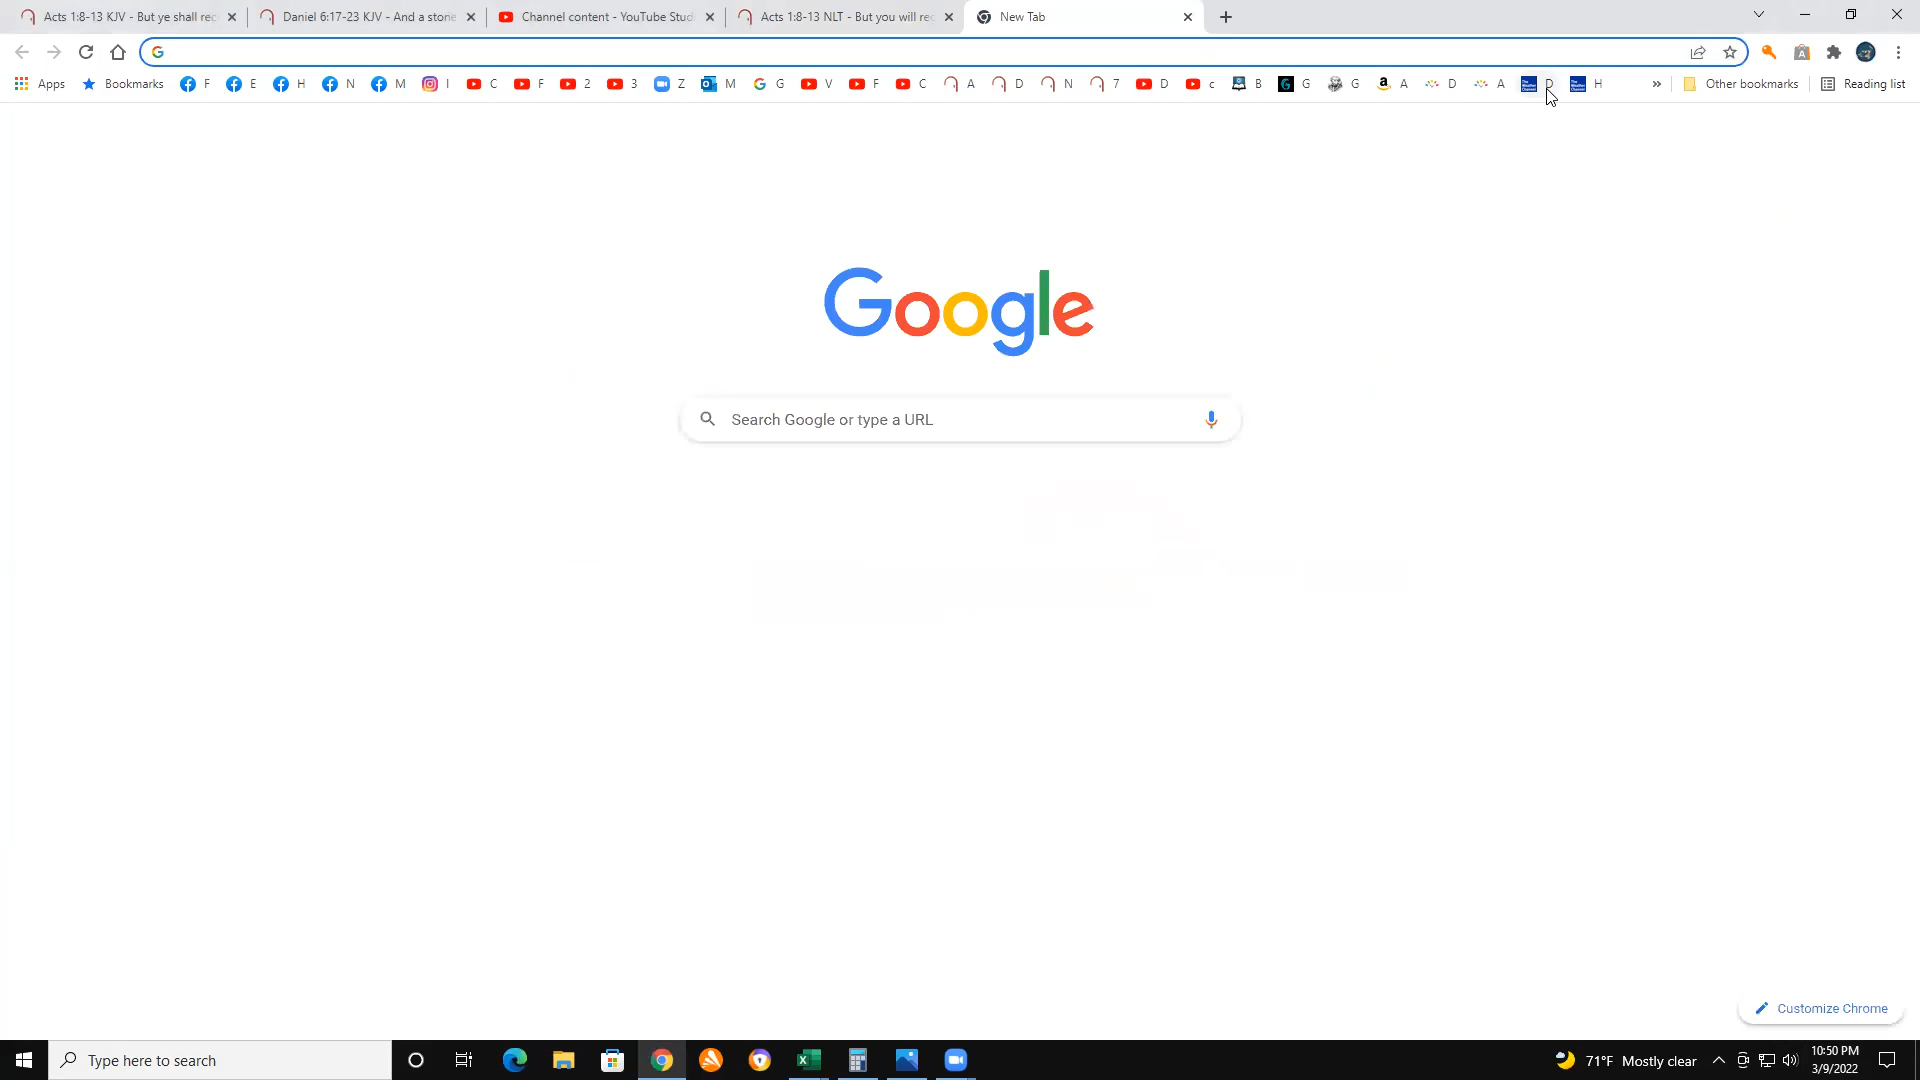 Acts 1:8-13 KJV - But ye shall rec
Daniel 6:17-23 KJV - And a stone
Channel content - YouTube Stud
Acts 1:8-13 NLT - But you will rec
New Tab
Apps Bookmarks F E H N M I C F 2 3 Z M G V F C A D N 7 D c B G G A D A D H » Other bookmarks Reading list
Google
Search Google or type a URL
Customize Chrome
Type here to search
71°F Mostly clear
10:50 PM
3/9/2022